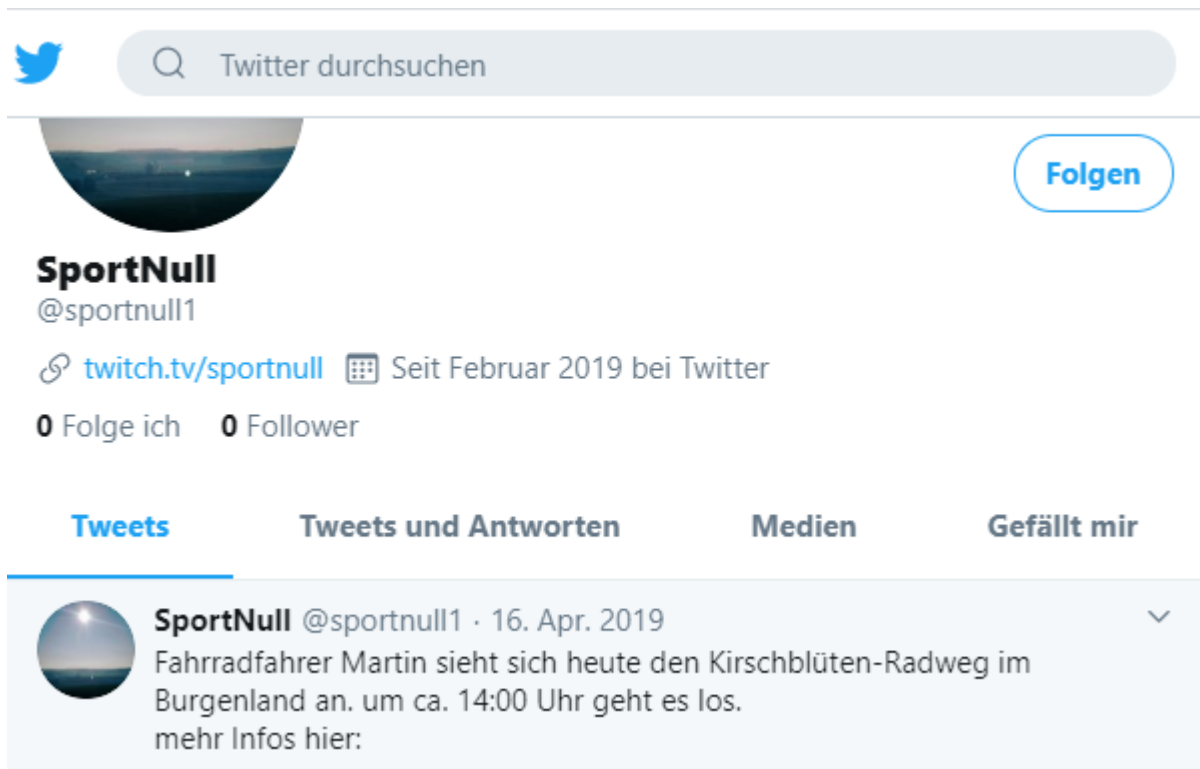 Twitter durchsuchen
Folgen
SportNull
@sportnull1
twitch.tv/sportnull Seit Februar 2019 bei Twitter
0 Folge ich 0 Follower
Tweets Tweets und Antworten Medien Gefällt mir
SportNull @sportnull1 · 16. Apr. 2019
Fahrradfahrer Martin sieht sich heute den Kirschblüten-Radweg im
Burgenland an. um ca. 14:00 Uhr geht es los.
mehr Infos hier: